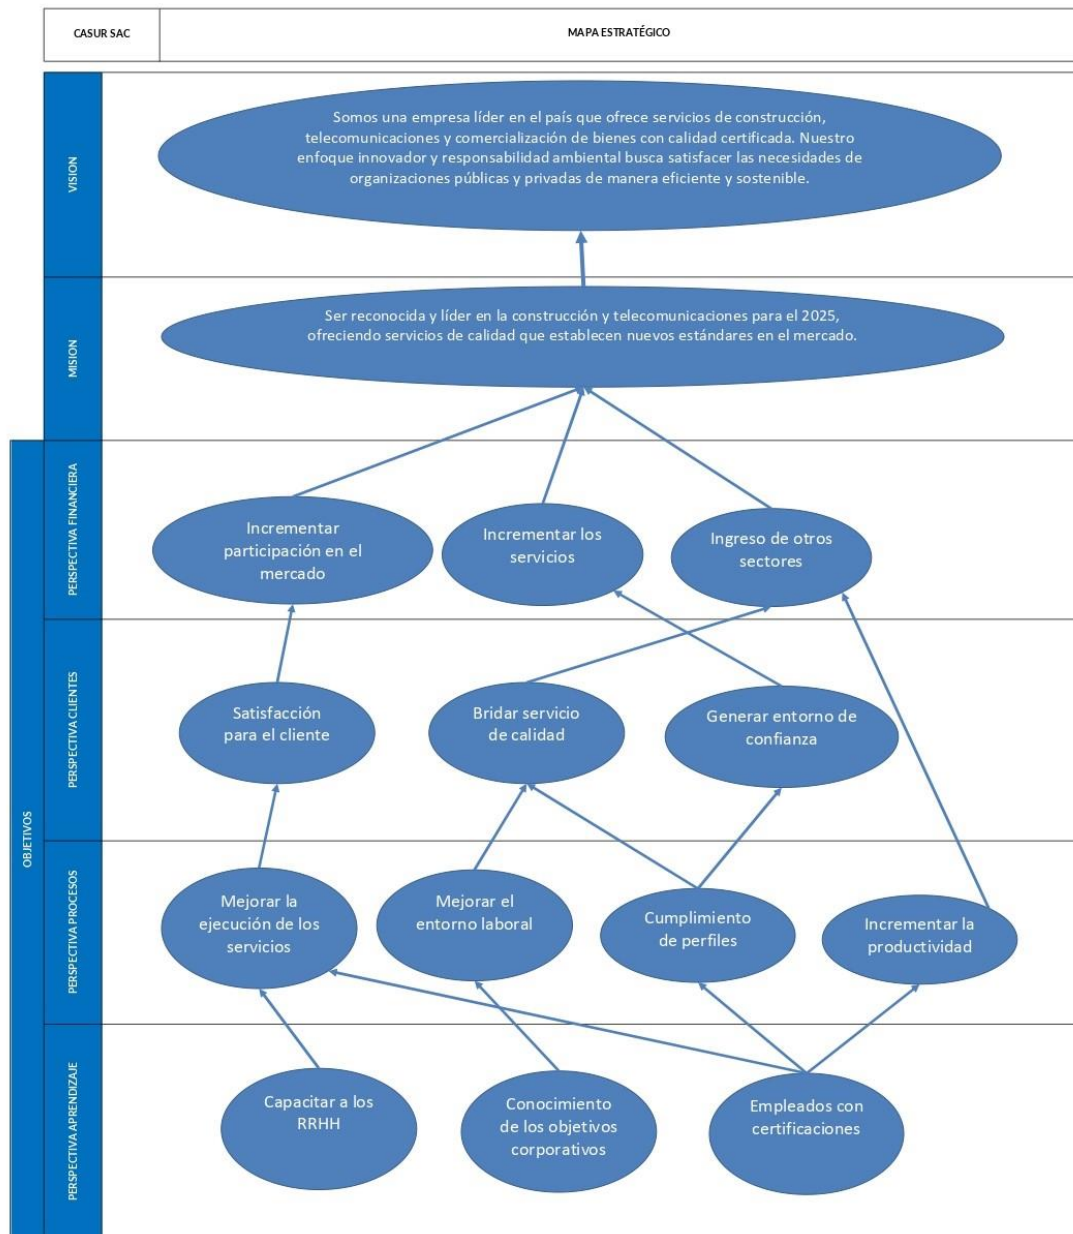 CASUR SAC
MAPA ESTRATÉGICO
VISION
Somos una empresa líder en el país que ofrece servicios de construcción,
telecomunicaciones y comercialización de bienes con calidad certificada. Nuestro
enfoque innovador y responsabilidad ambiental busca satisfacer las necesidades de
organizaciones públicas y privadas de manera eficiente y sostenible.
MISION
Ser reconocida y líder en la construcción y telecomunicaciones para el 2025,
ofreciendo servicios de calidad que establecen nuevos estándares en el mercado.
OBJETIVOS
PERSPECTIVA FINANCIERA
Incrementar
participación en el
mercado
Incrementar los
servicios
Ingreso de otros
sectores
PERSPECTIVA CLIENTES
Satisfacción
para el cliente
Bridar servicio
de calidad
Generar entorno de
confianza
PERSPECTIVA PROCESOS
Mejorar la
ejecución de los
servicios
Mejorar el
entorno laboral
Cumplimiento
de perfiles
Incrementar la
productividad
PERSPECTIVA APRENDIZAJE
Capacitar a los
RRHH
Conocimiento
de los objetivos
corporativos
Empleados con
certificaciones